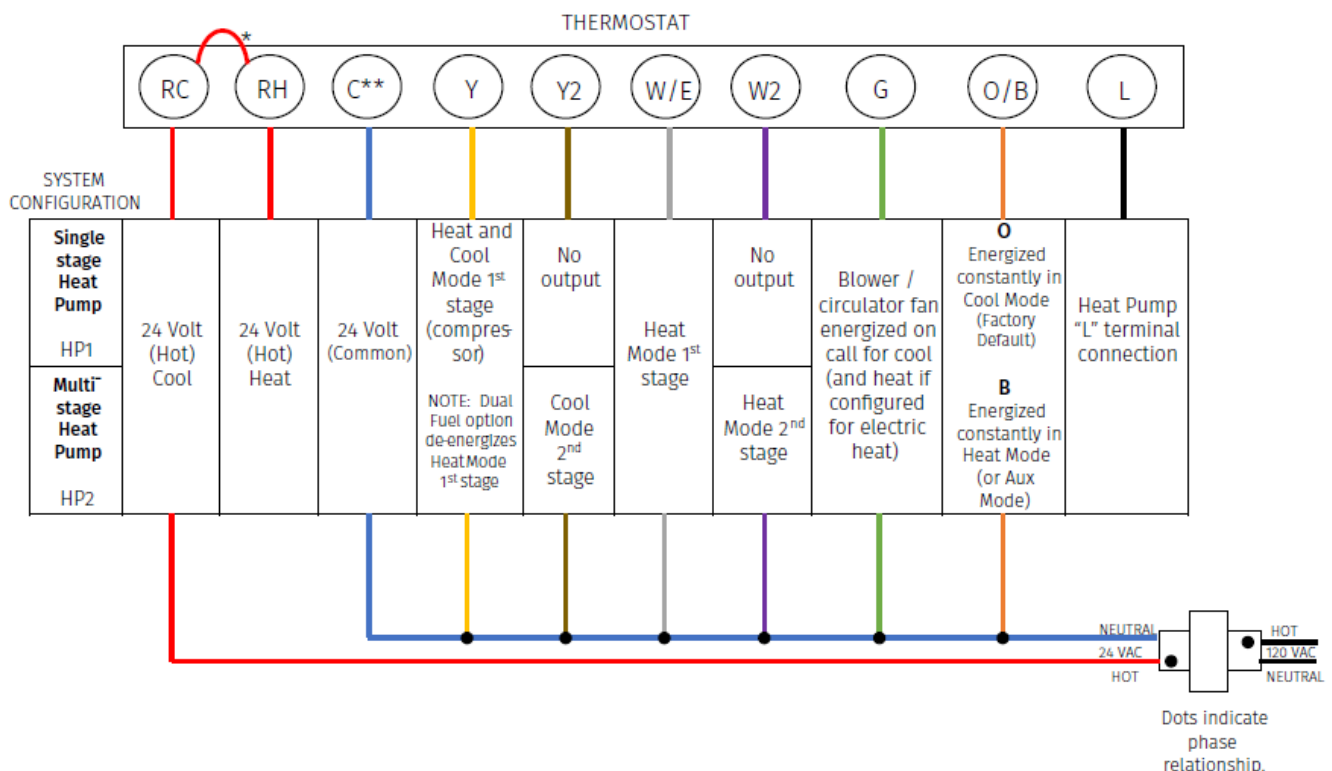 THERMOSTAT
*
RC
RH
C**
Y
Y2
W/E
W2
G
O/B
L
SYSTEM
CONFIGURATION
Single
stage
Heat
Pump
HP1
Multi-
stage
Heat
Pump
HP2
24 Volt
(Hot)
Cool
24 Volt
(Hot)
Heat
24 Volt
(Common)
Heat and
Cool
Mode 1st
stage
(compres-
sor)
NOTE: Dual
Fuel option
de-energizes
Heat Mode
1st stage
No
output
Cool
Mode
2nd
stage
Heat
Mode 1st
stage
No
output
Heat
Mode 2nd
stage
Blower /
circulator fan
energized on
call for cool
(and heat if
configured
for electric
heat)
O
Energized
constantly in
Cool Mode
(Factory
Default)
B
Energized
constantly in
Heat Mode
(or Aux
Mode)
Heat Pump
"L" terminal
connection
NEUTRAL
24 VAC
HOT
HOT
120 VAC
NEUTRAL
Dots indicate
phase
relationship.